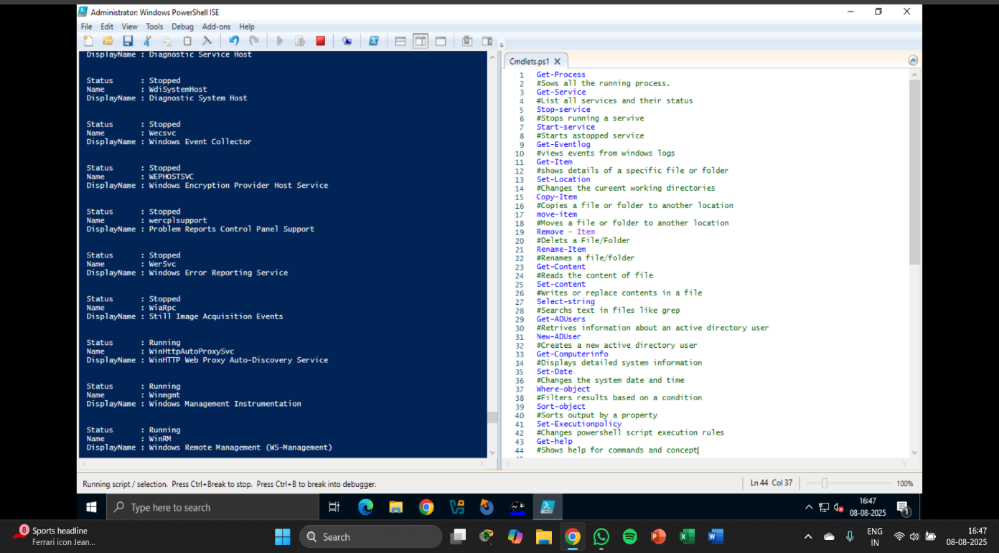 Administrator: Windows PowerShell ISE
File Edit View Tools Debug Add-ons Help
DisplayName : Diagnostic Service Host
Status : Stopped
Name : WdiSystemHost
DisplayName : Diagnostic System Host
Status : Stopped
Name : Wecsvc
DisplayName : Windows Event Collector
Status : Stopped
Name : WEPHOSTSVC
DisplayName : Windows Encryption Provider Host Service
Status : Stopped
Name : wercplsupport
DisplayName : Problem Reports Control Panel Support
Status : Stopped
Name : WerSvc
DisplayName : Windows Error Reporting Service
Status : Stopped
Name : WiaRpc
DisplayName : Still Image Acquisition Events
Status : Running
Name : WinHttpAutoProxySvc
DisplayName : WinHTTP Web Proxy Auto-Discovery Service
Status : Running
Name : Winmgmt
DisplayName : Windows Management Instrumentation
Status : Running
Name : WinRM
DisplayName : Windows Remote Management (WS-Management)
Cmdlets.ps1
1 Get-Process
2 #Sows all the running process.
3 Get-Service
4 #List all services and their status
5 Stop-service
6 #Stops running a servive
7 Start-service
8 #Starts astopped service
9 Get-Eventlog
10 #views events from windows logs
11 Get-Item
12 #shows details of a specific file or folder
13 Set-Location
14 #Changes the cureent working directories
15 Copy-Item
16 #Copies a file or folder to another location
17 move-item
18 #Moves a file or folder to another location
19 Remove - Item
20 #Delets a File/Folder
21 Rename-Item
22 #Renames a file/folder
23 Get-Content
24 #Reads the content of file
25 Set-content
26 #Writes or replace contents in a file
27 Select-string
28 #Searchs text in files like grep
29 Get-ADUsers
30 #Retrives information about an active directory user
31 New-ADUser
32 #Creates a new active directory user
33 Get-Computerinfo
34 #Displays detailed system information
35 Set-Date
36 #Changes the system date and time
37 Where-object
38 #Filters results based on a condition
39 Sort-object
40 #Sorts output by a property
41 Set-Executionpolicy
42 #Changes powershell script execution rules
43 Get-help
44 #Shows help for commands and concept
Running script / selection. Press Ctrl+Break to stop. Press Ctrl+B to break into debugger.
Ln 44 Col 37
100%
Type here to search
16:47
08-08-2025
1
8
Sports headline
Ferrari icon Jean...
Search
ENG
IN
16:47
08-08-2025